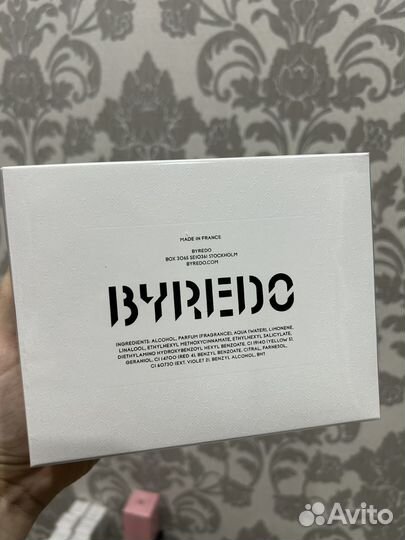 MADE IN FRANCE
BYREDO
BOX 3065 SE10361 STOCKHOLM
BYREDO.COM
BYREDO
INGREDIENTS: ALCOHOL, PARFUM (FRAGRANCE), AQUA (WATER), LIMONENE,
LINALOOL, ETHYLHEXYL METHOXYCINNAMATE, ETHYLHEXYL SALICYLATE,
DIETHYLAMINO HYDROXYBENZOYL HEXYL BENZOATE, CI 19140 (YELLOW 5),
GERANIOL, CI 14700 (RED 4), BENZYL BENZOATE, CITRAL, FARNESOL,
CI 60730 (EXT. VIOLET 2), BENZYL ALCOHOL, BHT
Avito